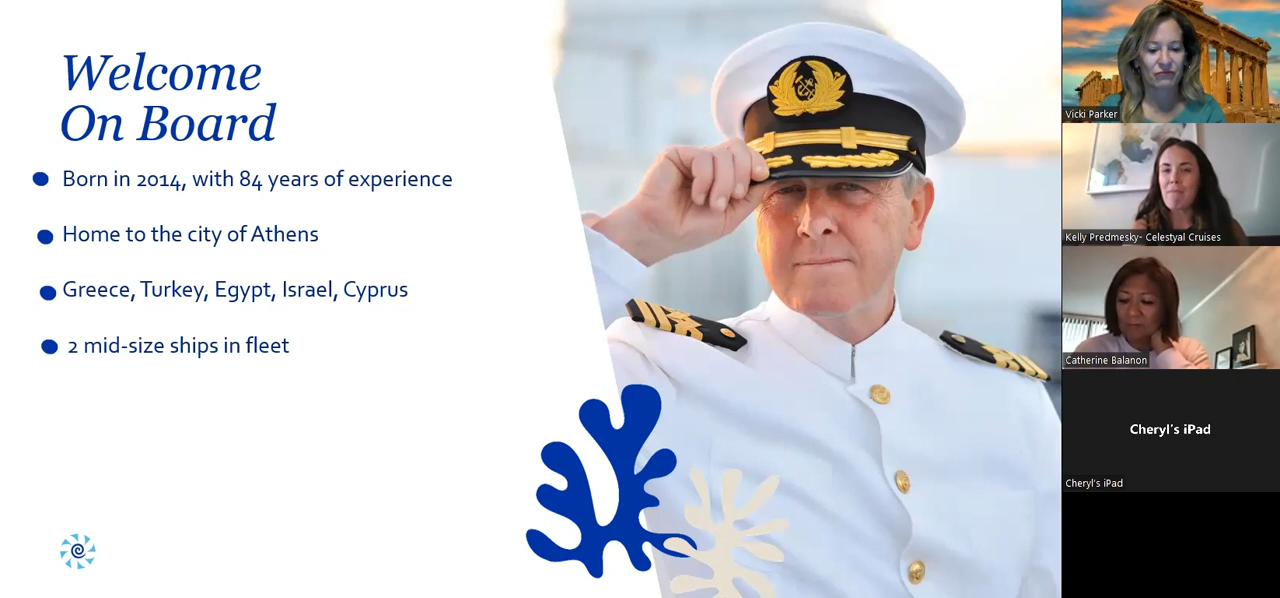 Welcome
On Board
Born in 2014, with 84 years of experience
Home to the city of Athens
Greece, Turkey, Egypt, Israel, Cyprus
2 mid-size ships in fleet
Vicki Parker
Kelly Predmesky- Celestyal Cruises
Catherine Balanon
Cheryl's iPad
Cheryl's iPad